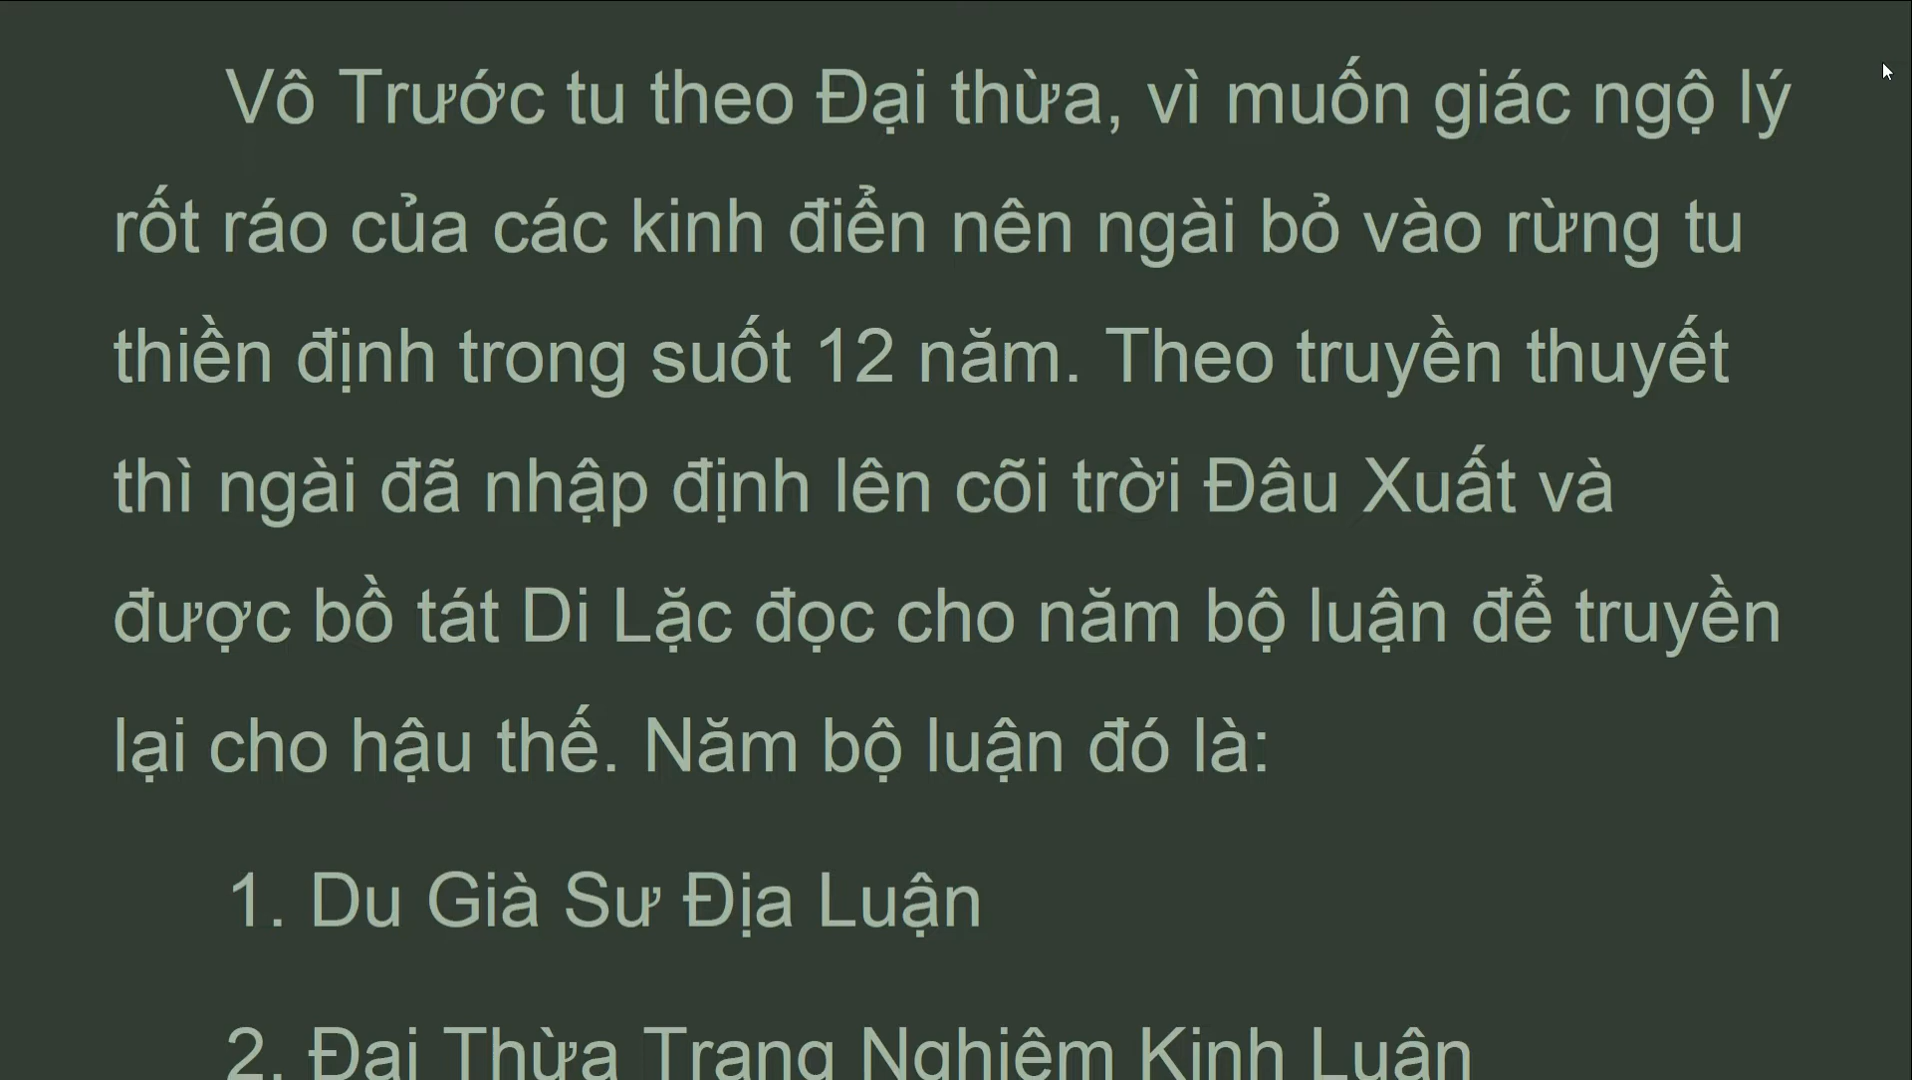 Vô Trước tu theo Đại thừa, vì muốn giác ngộ lý
rốt ráo của các kinh điển nên ngài bỏ vào rừng tu
thiền định trong suốt 12 năm. Theo truyền thuyết
thì ngài đã nhập định lên cõi trời Đâu Xuất và
được bồ tát Di Lặc đọc cho năm bộ luận để truyền
lại cho hậu thế. Năm bộ luận đó là:
1. Du Già Sư Địa Luận
2. Đại Thừa Trang Nghiêm Kinh Luận